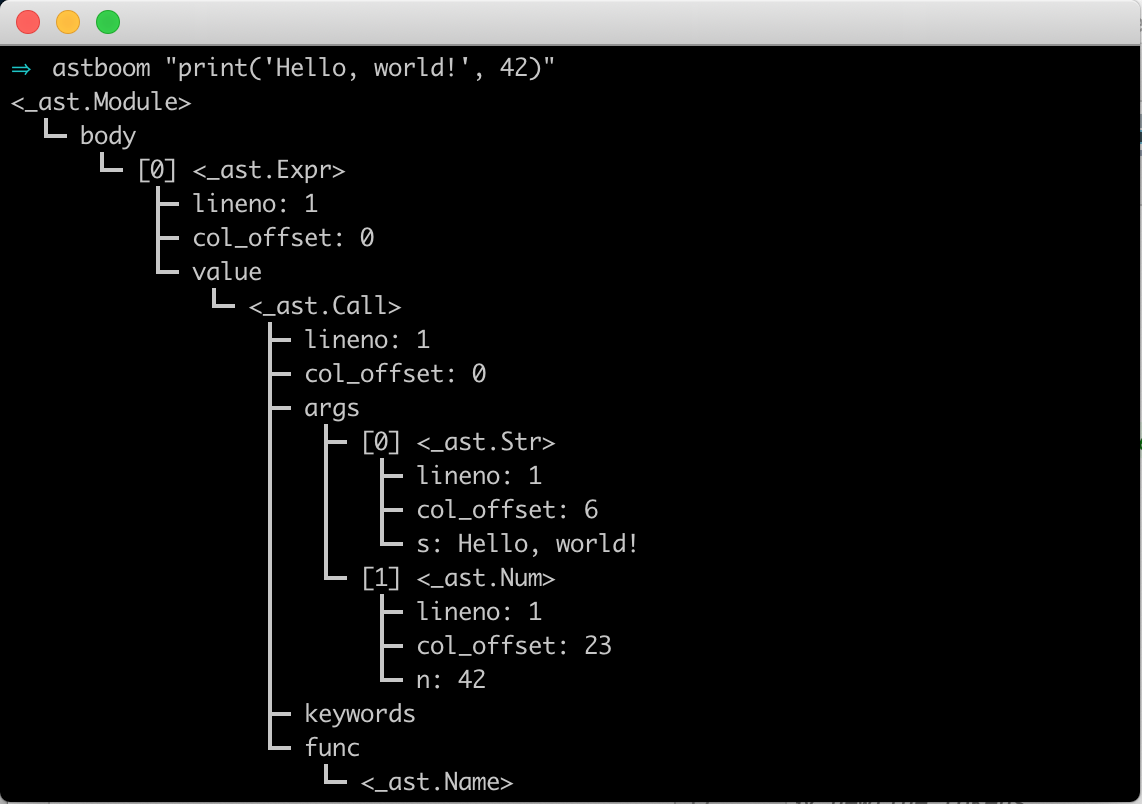 ⇒ astboom "print('Hello, world!', 42)"
<_ast.Module>
└─ body
└─ [0] <_ast.Expr>
├─ lineno: 1
├─ col_offset: 0
└─ value
└─ <_ast.Call>
├─ lineno: 1
├─ col_offset: 0
├─ args
├─ [0] <_ast.Str>
├─ lineno: 1
├─ col_offset: 6
└─ s: Hello, world!
└─ [1] <_ast.Num>
├─ lineno: 1
├─ col_offset: 23
└─ n: 42
├─ keywords
└─ func
└─ <_ast.Name>